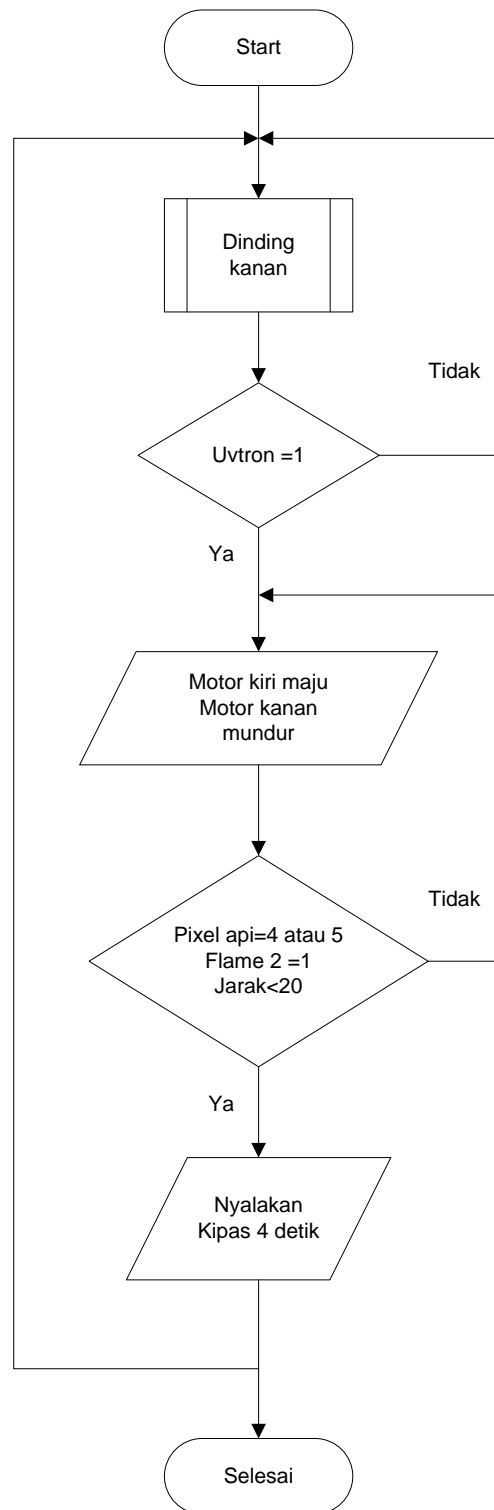 Start
Dinding
kanan
Tidak
Uvtron =1
Ya
Motor kiri maju
Motor kanan
mundur
Tidak
Pixel api=4 atau 5
Flame 2 =1
Jarak<20
Ya
Nyalakan
Kipas 4 detik
Selesai